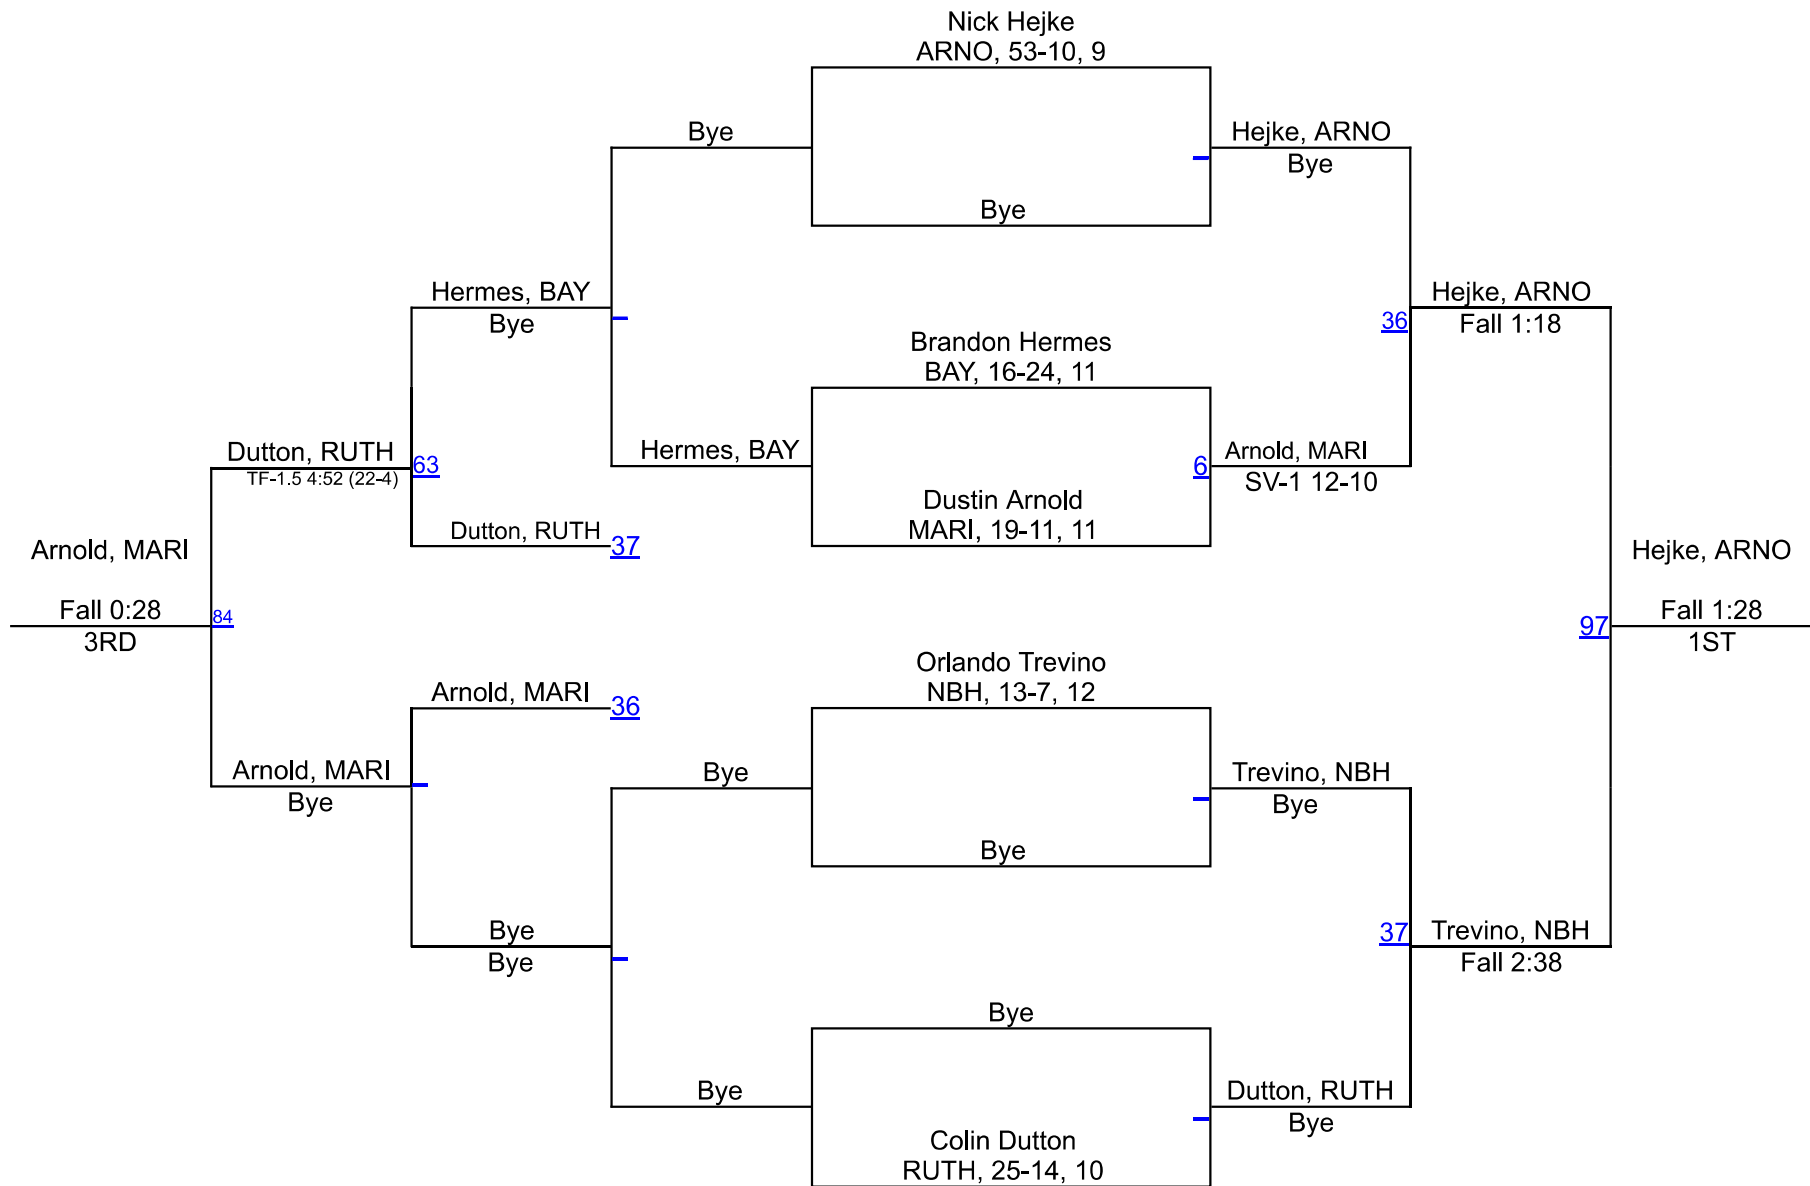 Nick Hejke
ARNO, 53-10, 9
Bye
Hejke, ARNO
Bye
Bye
Hermes, BAY
Bye
Hejke, ARNO
36
Fall 1:18
Brandon Hermes
BAY, 16-24, 11
Dutton, RUTH
63
TF-1.5 4:52 (22-4)
Hermes, BAY
6
Arnold, MARI
SV-1 12-10
Dustin Arnold
MARI, 19-11, 11
Dutton, RUTH
37
Arnold, MARI
Fall 0:28
84
3RD
Hejke, ARNO
97
Fall 1:28
1ST
Orlando Trevino
NBH, 13-7, 12
Arnold, MARI
36
Arnold, MARI
Bye
Bye
Trevino, NBH
Bye
Bye
Bye
Bye
37
Trevino, NBH
Fall 2:38
Bye
Bye
Dutton, RUTH
Bye
Colin Dutton
RUTH, 25-14, 10